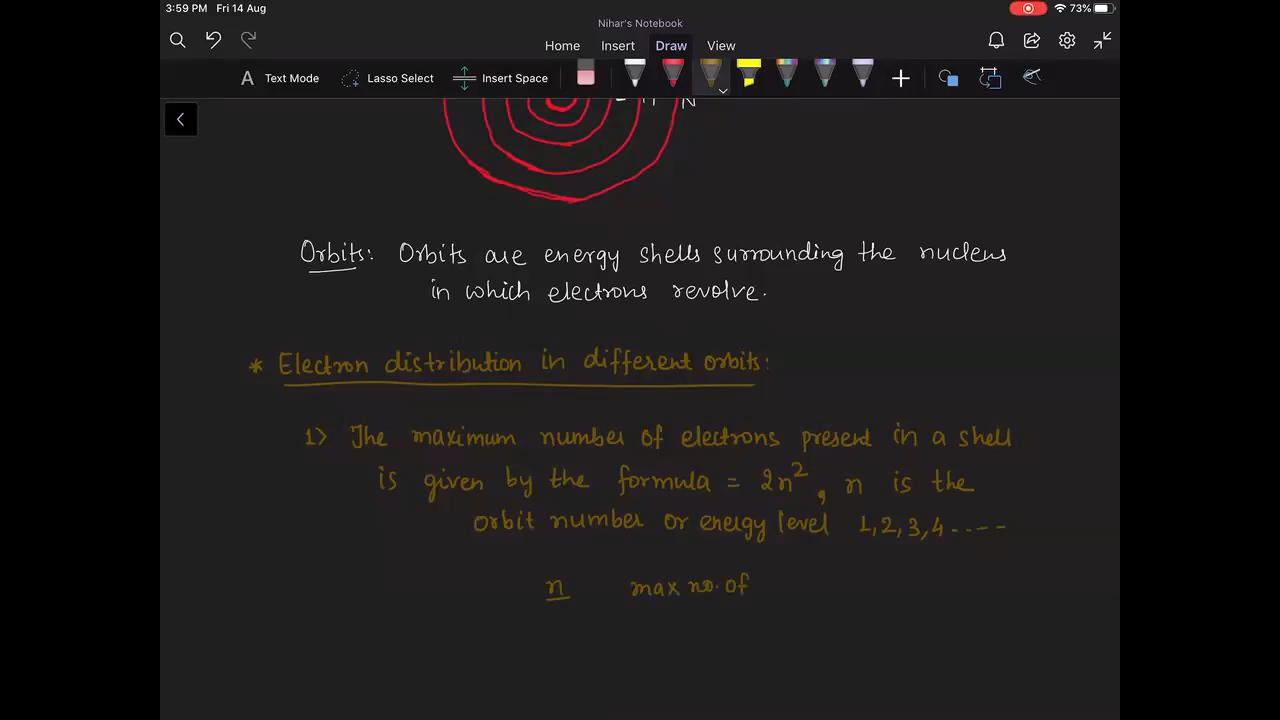 3:59 PM Fri 14 Aug
73%
Nihar's Notebook
Home Insert Draw View
Text Mode Lasso Select Insert Space
N
Orbits: Orbits are energy shells surrounding the nucleus
in which electrons revolve.
* Electron distribution in different orbits:
1> The maximum number of electrons present in a shell
is given by the formula = 2n², n is the
orbit number or energy level 1,2,3,4-----
n max no. of